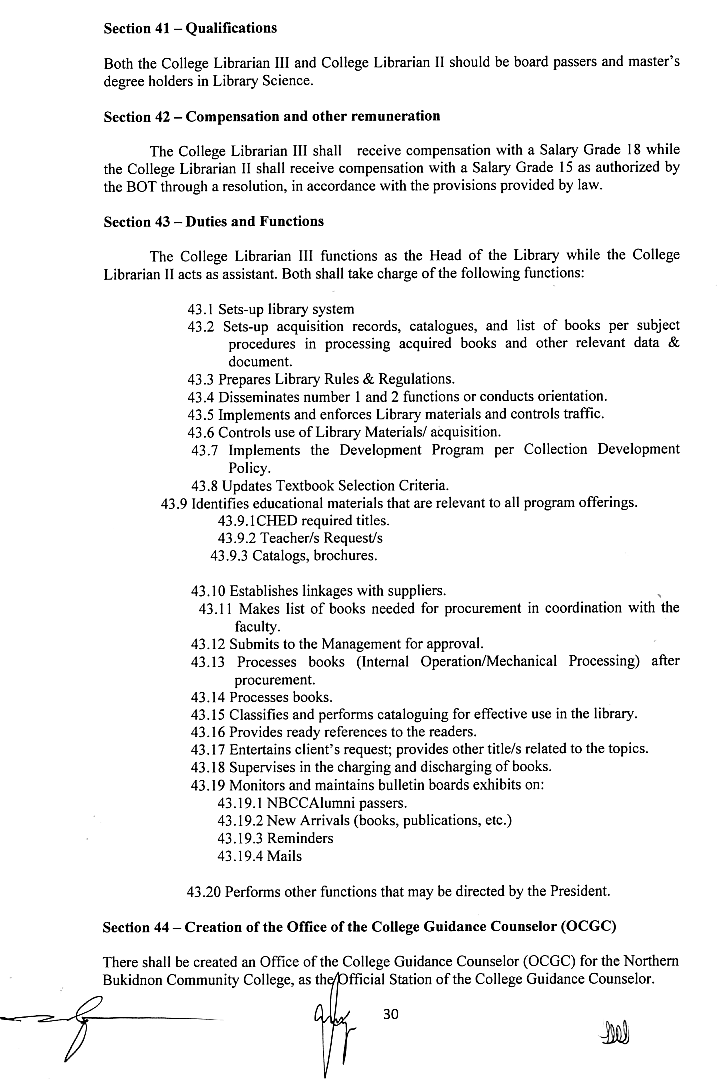 Section 41 – Qualifications
Both the College Librarian III and College Librarian II should be board passers and master's
degree holders in Library Science.
Section 42 – Compensation and other remuneration
The College Librarian III shall receive compensation with a Salary Grade 18 while
the College Librarian II shall receive compensation with a Salary Grade 15 as authorized by
the BOT through a resolution, in accordance with the provisions provided by law.
Section 43 – Duties and Functions
The College Librarian III functions as the Head of the Library while the College
Librarian II acts as assistant. Both shall take charge of the following functions:
43.1 Sets-up library system
43.2 Sets-up acquisition records, catalogues, and list of books per subject
procedures in processing acquired books and other relevant data &
document.
43.3 Prepares Library Rules & Regulations.
43.4 Disseminates number 1 and 2 functions or conducts orientation.
43.5 Implements and enforces Library materials and controls traffic.
43.6 Controls use of Library Materials/ acquisition.
43.7 Implements the Development Program per Collection Development
Policy.
43.8 Updates Textbook Selection Criteria.
43.9 Identifies educational materials that are relevant to all program offerings.
43.9.1CHED required titles.
43.9.2 Teacher/s Request/s
43.9.3 Catalogs, brochures.
43.10 Establishes linkages with suppliers.
43.11 Makes list of books needed for procurement in coordination with the
faculty.
43.12 Submits to the Management for approval.
43.13 Processes books (Internal Operation/Mechanical Processing) after
procurement.
43.14 Processes books.
43.15 Classifies and performs cataloguing for effective use in the library.
43.16 Provides ready references to the readers.
43.17 Entertains client's request; provides other title/s related to the topics.
43.18 Supervises in the charging and discharging of books.
43.19 Monitors and maintains bulletin boards exhibits on:
43.19.1 NBCCAlumni passers.
43.19.2 New Arrivals (books, publications, etc.)
43.19.3 Reminders
43.19.4 Mails
43.20 Performs other functions that may be directed by the President.
Section 44 – Creation of the Office of the College Guidance Counselor (OCGC)
There shall be created an Office of the College Guidance Counselor (OCGC) for the Northern
Bukidnon Community College, as the Official Station of the College Guidance Counselor.
30